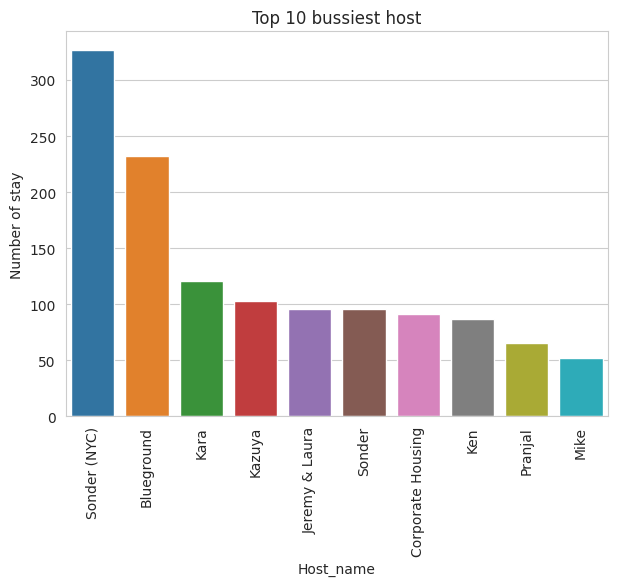 Top 10 bussiest host
Number of stay
300
250
200
150
100
50
0
Sonder (NYC)
Blueground
Kara
Kazuya
Jeremy & Laura
Sonder
Corporate Housing
Ken
Pranjal
Mike
Host_name